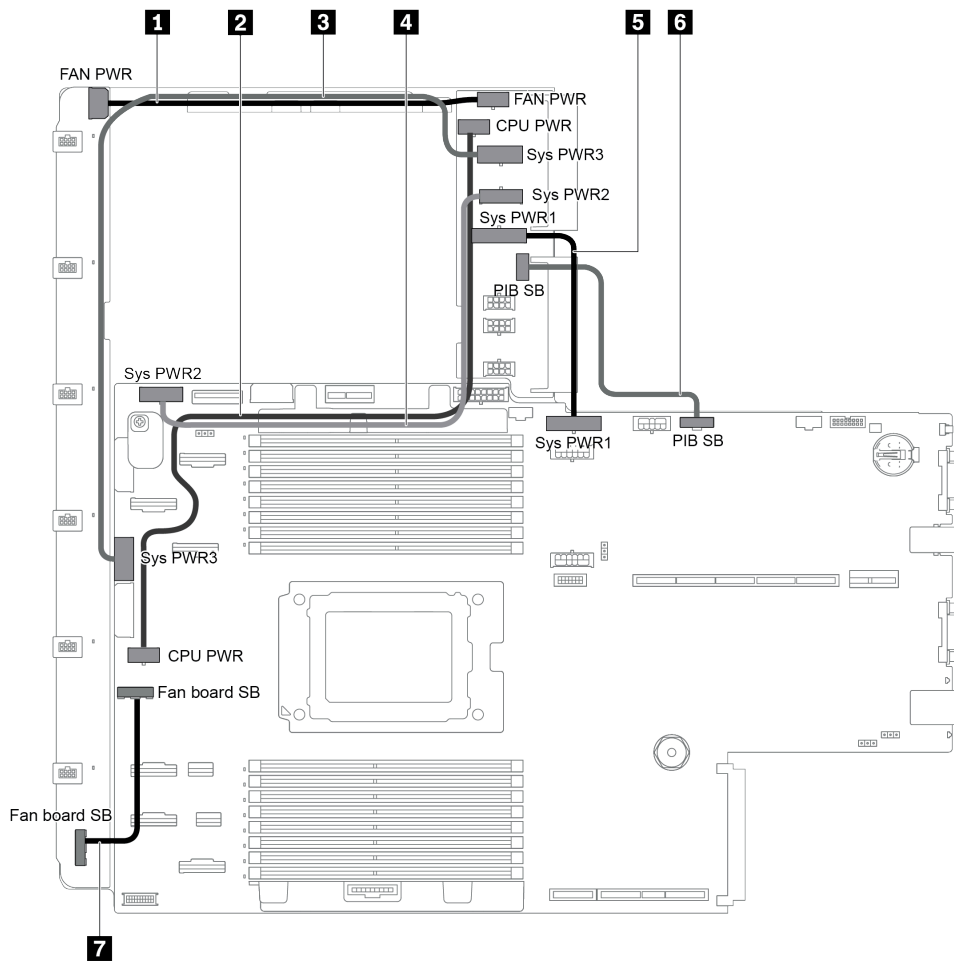 1
2
3
4
5
6
FAN PWR
FAN PWR
CPU PWR
Sys PWR3
Sys PWR2
Sys PWR1
PIB SB
Sys PWR2
Sys PWR1
PIB SB
Sys PWR3
CPU PWR
Fan board SB
Fan board SB
7